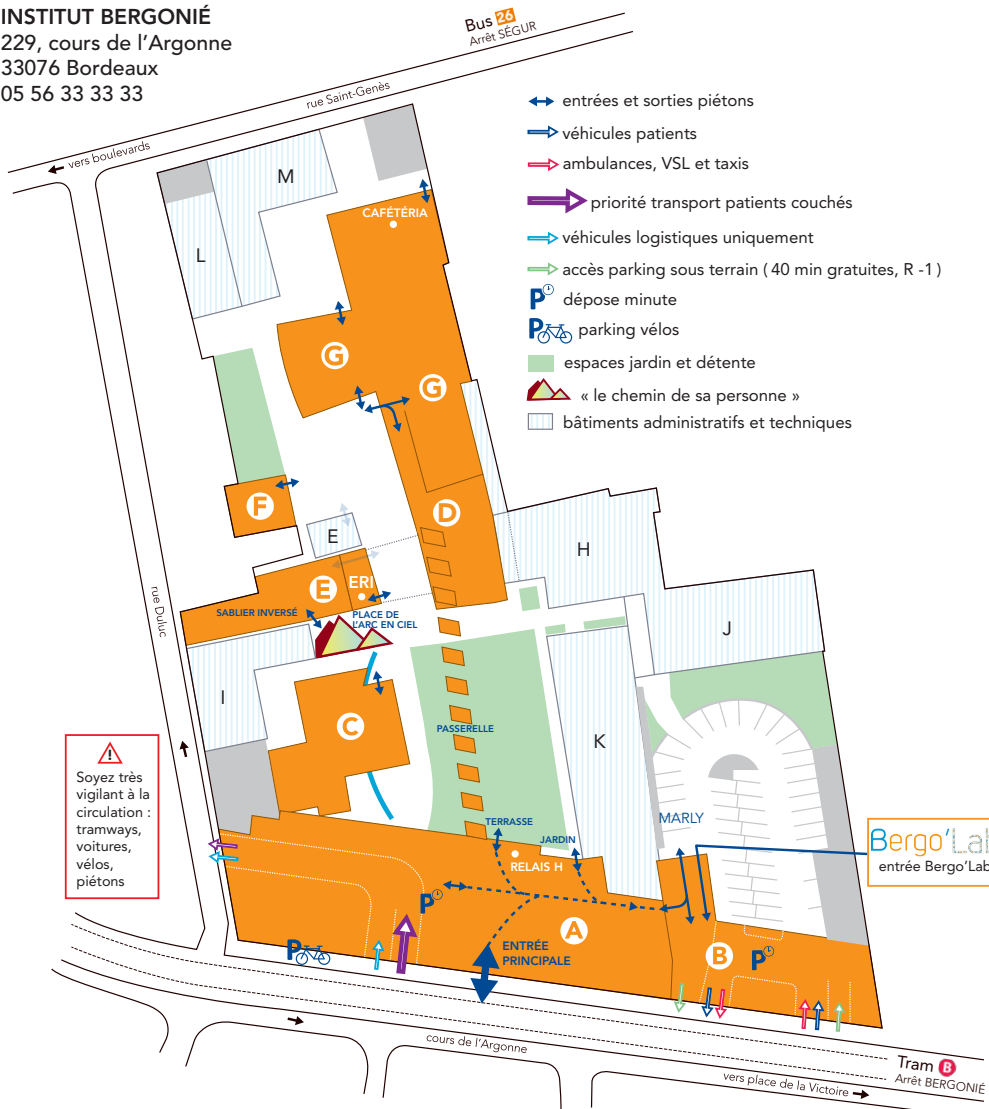 INSTITUT BERGONIÉ
229, cours de l'Argonne
33076 Bordeaux
05 56 33 33 33
Bus 26
Arrêt SÉGUR
rue Saint-Genès
vers boulevards
entrées et sorties piétons
véhicules patients
ambulances, VSL et taxis
priorité transport patients couchés
véhicules logistiques uniquement
accès parking sous terrain ( 40 min gratuites, R -1 )
P dépose minute
P parking vélos
espaces jardin et détente
« le chemin de sa personne »
bâtiments administratifs et techniques
M
L
CAFÉTÉRIA
G
G
F
D
E
H
E
ERI
SABLIER INVERSÉ
PLACE DE
L'ARC EN CIEL
rue Duluc
J
I
C
K
PASSERELLE
Soyez très
vigilant à la
circulation :
tramways,
voitures,
vélos,
piétons
TERRASSE
JARDIN
MARLY
RELAIS H
Bergo'Lab
entrée Bergo'Lab
P
A
ENTRÉE
PRINCIPALE
B
P
P
cours de l'Argonne
vers place de la Victoire
Tram B
Arrêt BERGONIÉ